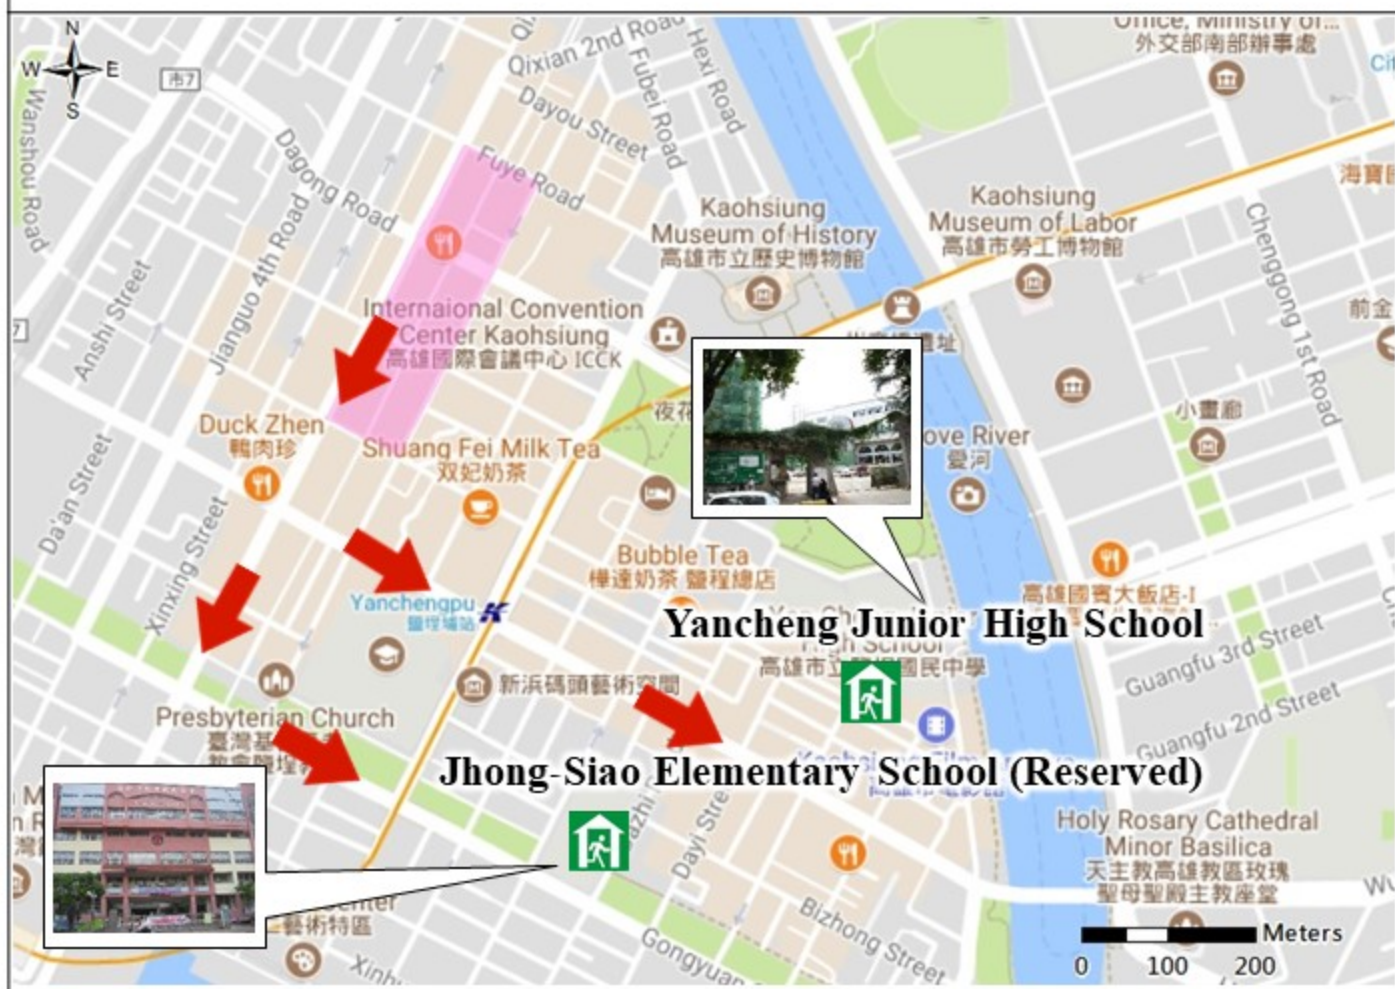 N
W
E
S
市7
Wanshou Road
Qixian 2nd Road
Hexi Road
Fubei Road
Dayou Street
Fuye Road
Dagong Road
Jianguo 4th Road
Anshi Street
Da'an Street
Xinxing Street
Office, Ministry of...
外交部南部辦事處
Kaohsiung
Museum of History
高雄市立歷史博物館
Kaohsiung
Museum of Labor
高雄市勞工博物館
Chenggong 1st Road
Internaional Convention
Center Kaohsiung
高雄國際會議中心 ICCK
Duck Zhen
鴨肉珍
Shuang Fei Milk Tea
双妃奶茶
小畫廊
愛河
Bubble Tea
樺達奶茶 鹽程總店
高雄國賓大飯店-I
Yanchengpu
鹽埕埔站
Yancheng Junior High School
Guangfu 3rd Street
Guangfu 2nd Street
新浜碼頭藝術空間
Presbyterian Church
Jhong-Siao Elementary School (Reserved)
Holy Rosary Cathedral
Minor Basilica
天主教高雄教區玫瑰
聖母聖殿主教座堂
Bizhong Street
藝術特區
Meters
0 100 200